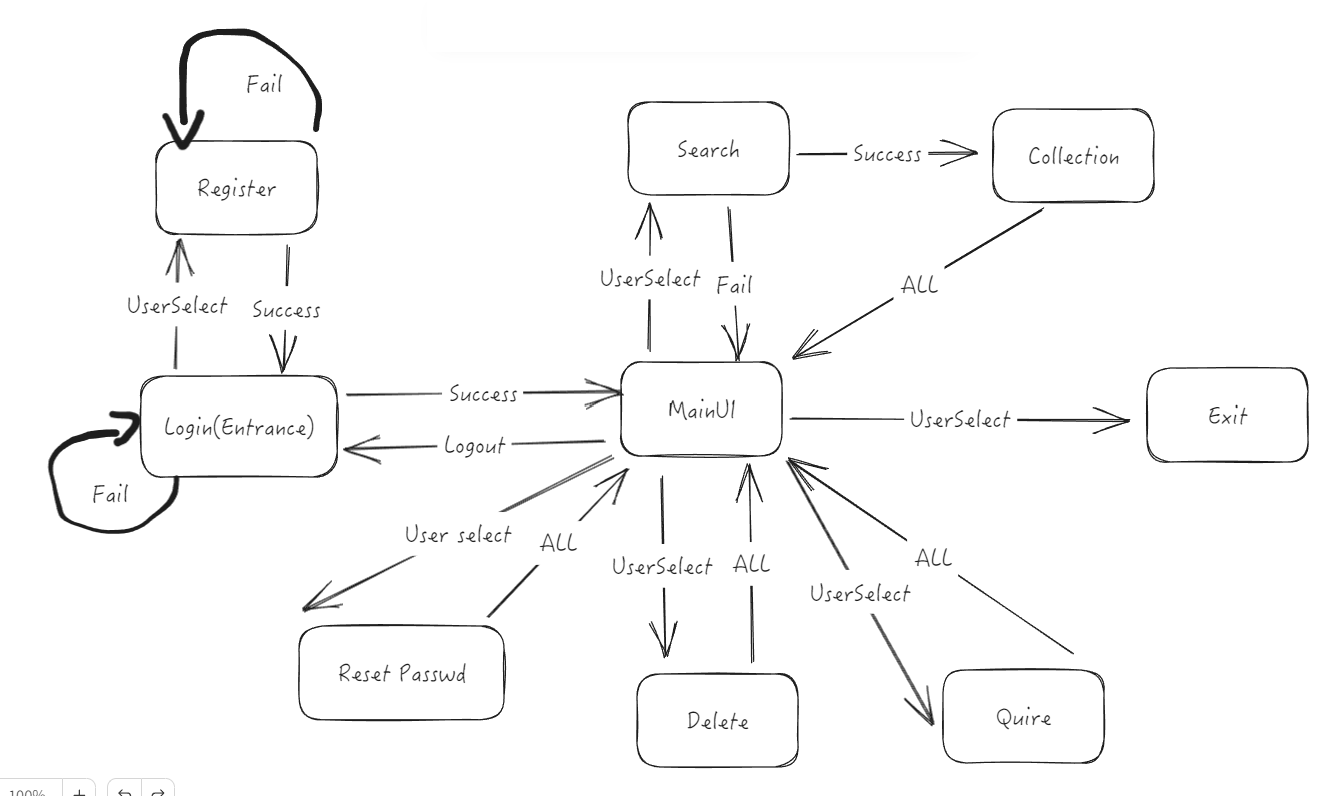 Fail
Register
Search
Success
Collection
UserSelect
Success
UserSelect
Fail
ALL
Login(Entrance)
Success
MainUI
UserSelect
Exit
Logout
Fail
User select
ALL
UserSelect
ALL
UserSelect
ALL
Reset Passwd
Delete
Quire
100%